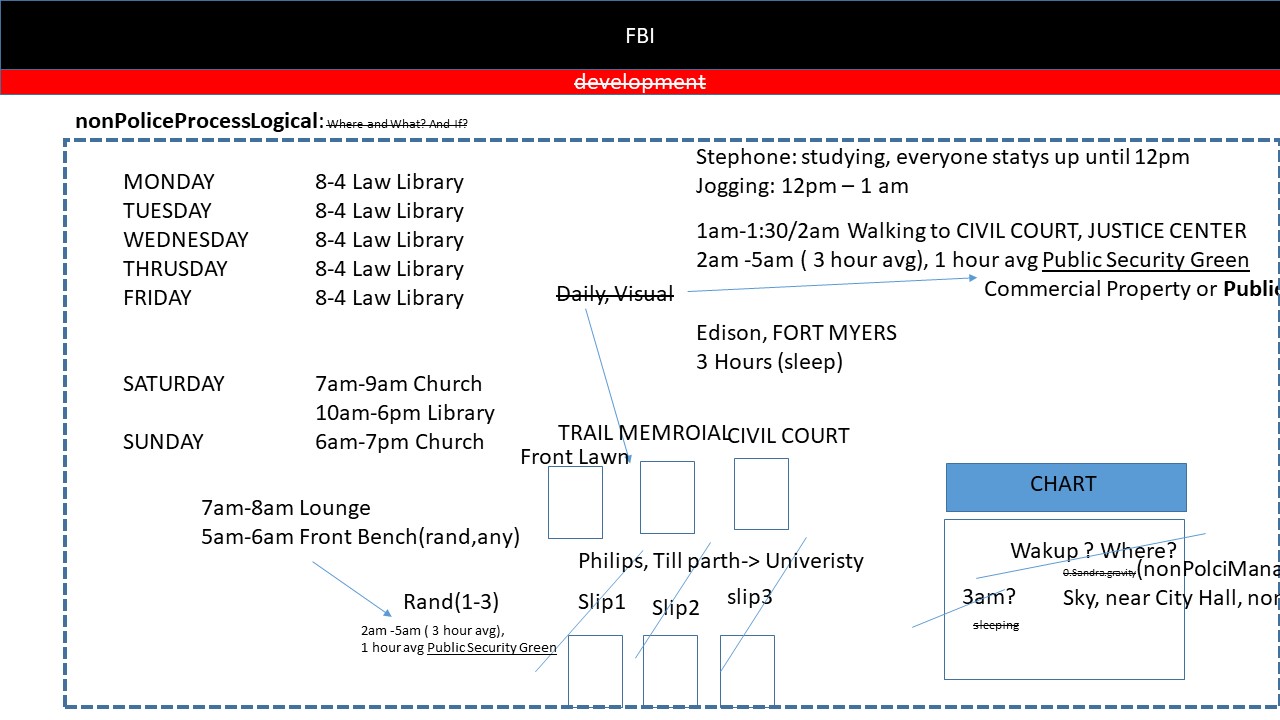 FBI
development
nonPoliceProcessLogical: Where and What? And If?
MONDAY 8-4 Law Library
TUESDAY 8-4 Law Library
WEDNESDAY 8-4 Law Library
THRUSDAY 8-4 Law Library
FRIDAY 8-4 Law Library
SATURDAY 7am-9am Church
10am-6pm Library
SUNDAY 6am-7pm Church
7am-8am Lounge
5am-6am Front Bench(rand,any)
Rand(1-3)
2am -5am ( 3 hour avg),
1 hour avg Public Security Green
Stephone: studying, everyone statys up until 12pm
Jogging: 12pm – 1 am
1am-1:30/2am Walking to CIVIL COURT, JUSTICE CENTER
2am -5am ( 3 hour avg), 1 hour avg Public Security Green
Daily, Visual
Commercial Property or Public
Edison, FORT MYERS
3 Hours (sleep)
TRAIL MEMROIAL
CIVIL COURT
Front Lawn
Philips, Till parth-> Univeristy
Slip1
Slip2
slip3
CHART
Wakup ? Where?
0.Sandra.gravity(nonPolciMana
3am?
Sky, near City Hall, nor
sleeping